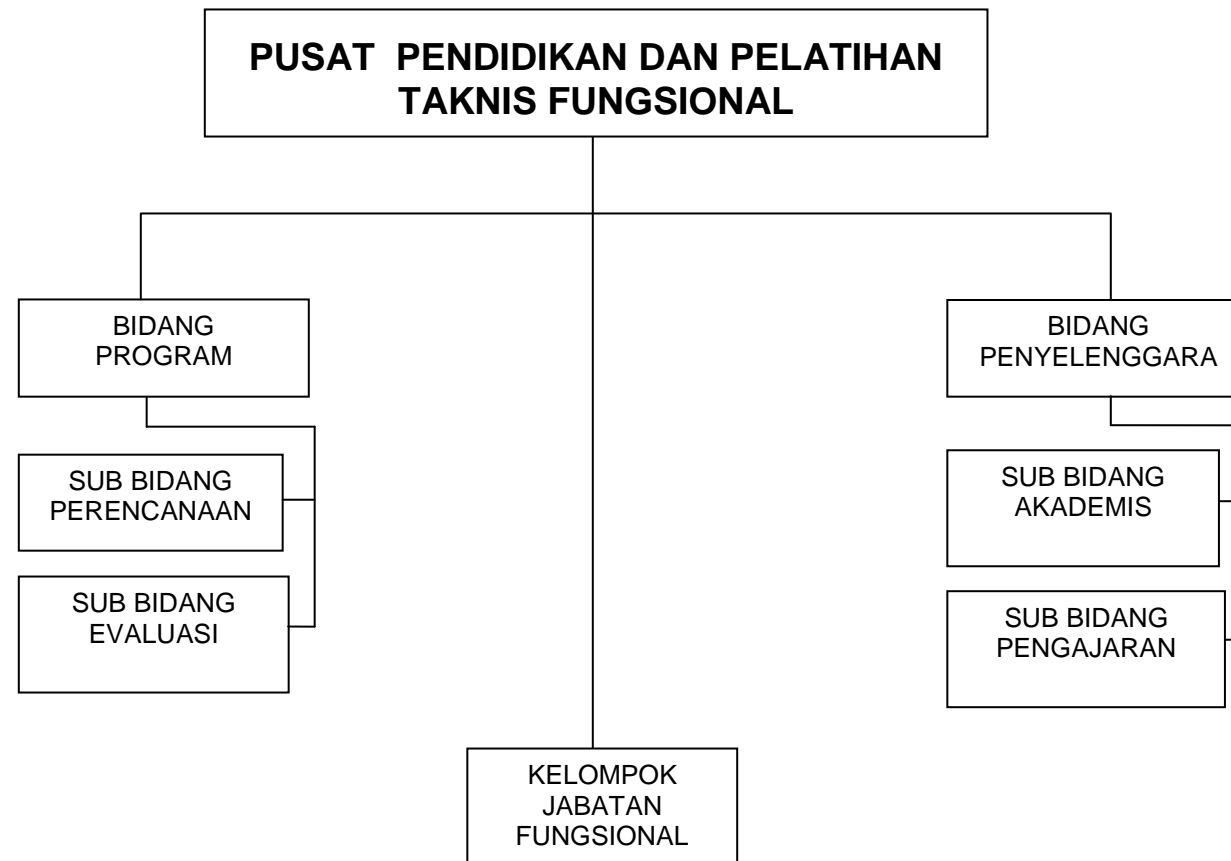 PUSAT PENDIDIKAN DAN PELATIHAN
TAKNIS FUNGSIONAL
BIDANG
PROGRAM
SUB BIDANG
PERENCANAAN
SUB BIDANG
EVALUASI
BIDANG
PENYELENGGARA
SUB BIDANG
AKADEMIS
SUB BIDANG
PENGAJARAN
KELOMPOK
JABATAN
FUNGSIONAL